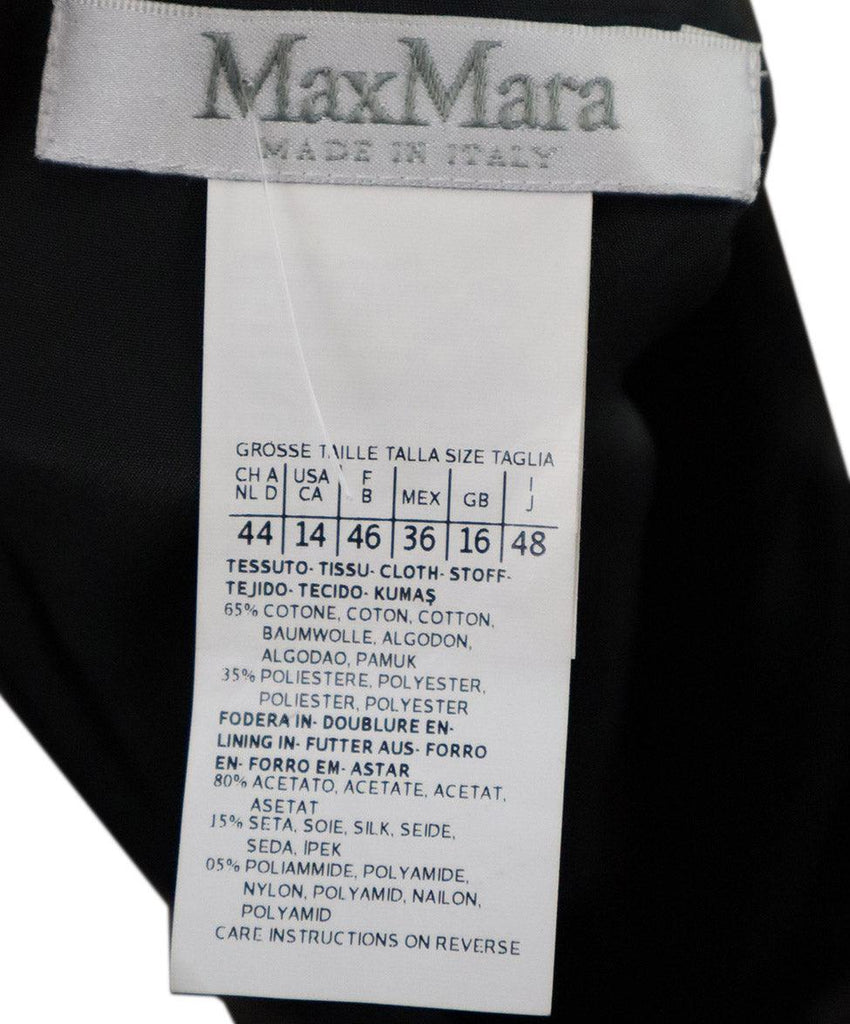 MaxMara
MADE IN ITALY
GROSSE TAILLE TALLA SIZE TAGLIA
CH A USA F MEX GB I
NL D CA B J
44 14 46 36 16 48
TESSUTO- TISSU- CLOTH- STOFF-
TEJIDO- TECIDO- KUMAŞ
65% COTONE, COTON, COTTON,
BAUMWOLLE, ALGODON,
ALGODAO, PAMUK
35% POLIESTERE, POLYESTER,
POLIESTER, POLYESTER
FODERA IN- DOUBLURE EN-
LINING IN- FUTTER AUS- FORRO
EN- FORRO EM- ASTAR
80% ACETATO, ACETATE, ACETAT,
ASETAT
15% SETA, SOIE, SILK, SEIDE,
SEDA, IPEK
05% POLIAMMIDE, POLYAMIDE,
NYLON, POLYAMID, NAILON,
POLYAMID
CARE INSTRUCTIONS ON REVERSE